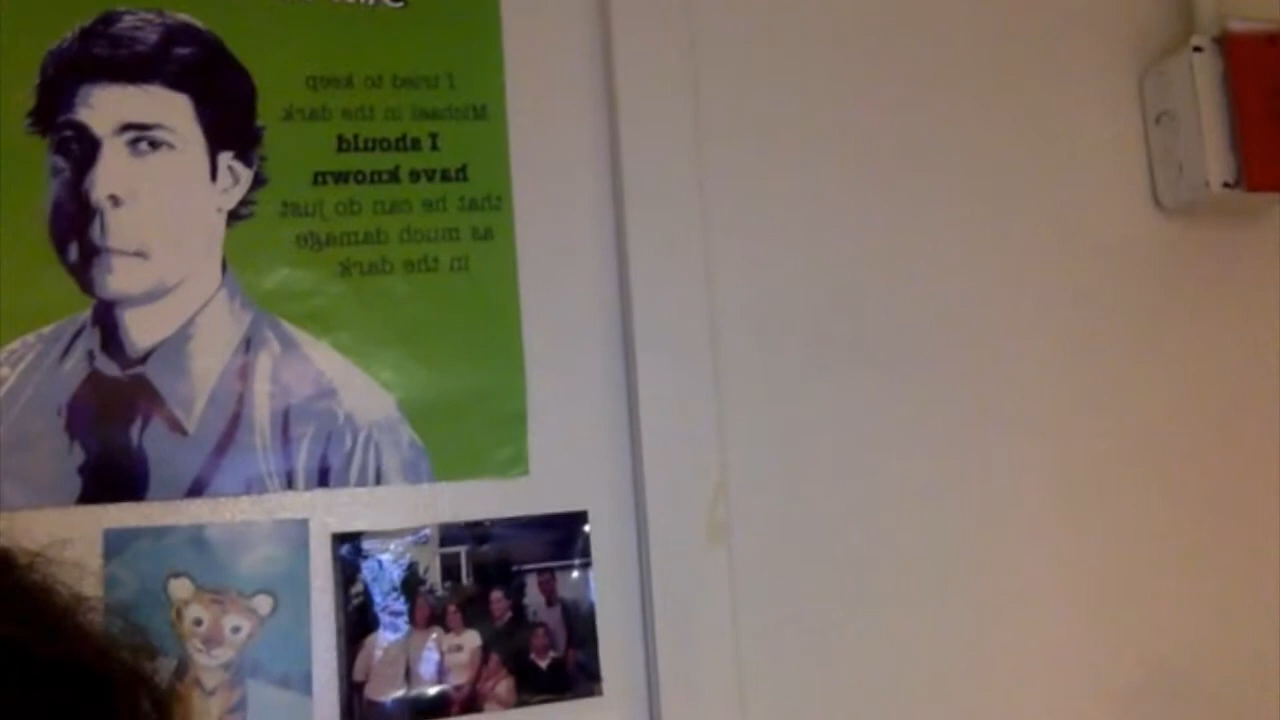 I tried to keep
Michael in the dark
I should
have known
that he can do just
as much damage
in the dark.